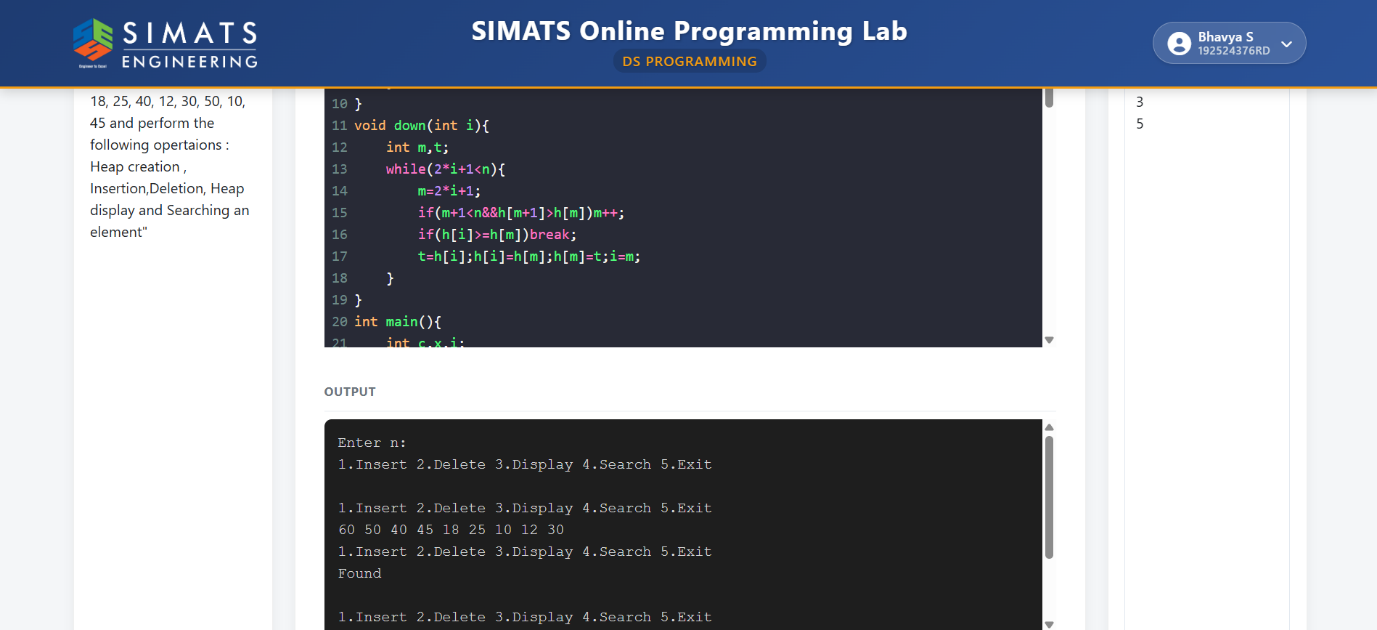 SIMATS
ENGINEERING
Engineer to Excel
SIMATS Online Programming Lab
DS PROGRAMMING
Bhavya S
192524376RD
18, 25, 40, 12, 30, 50, 10,
45 and perform the
following opertaions :
Heap creation ,
Insertion,Deletion, Heap
display and Searching an
element"
10 }
11 void down(int i){
12 int m,t;
13 while(2*i+1<n){
14 m=2*i+1;
15 if(m+1<n&&h[m+1]>h[m])m++;
16 if(h[i]>=h[m])break;
17 t=h[i];h[i]=h[m];h[m]=t;i=m;
18 }
19 }
20 int main(){
21 int c,x,i;
OUTPUT
Enter n:
1.Insert 2.Delete 3.Display 4.Search 5.Exit
1.Insert 2.Delete 3.Display 4.Search 5.Exit
60 50 40 45 18 25 10 12 30
1.Insert 2.Delete 3.Display 4.Search 5.Exit
Found
1.Insert 2.Delete 3.Display 4.Search 5.Exit
3
5